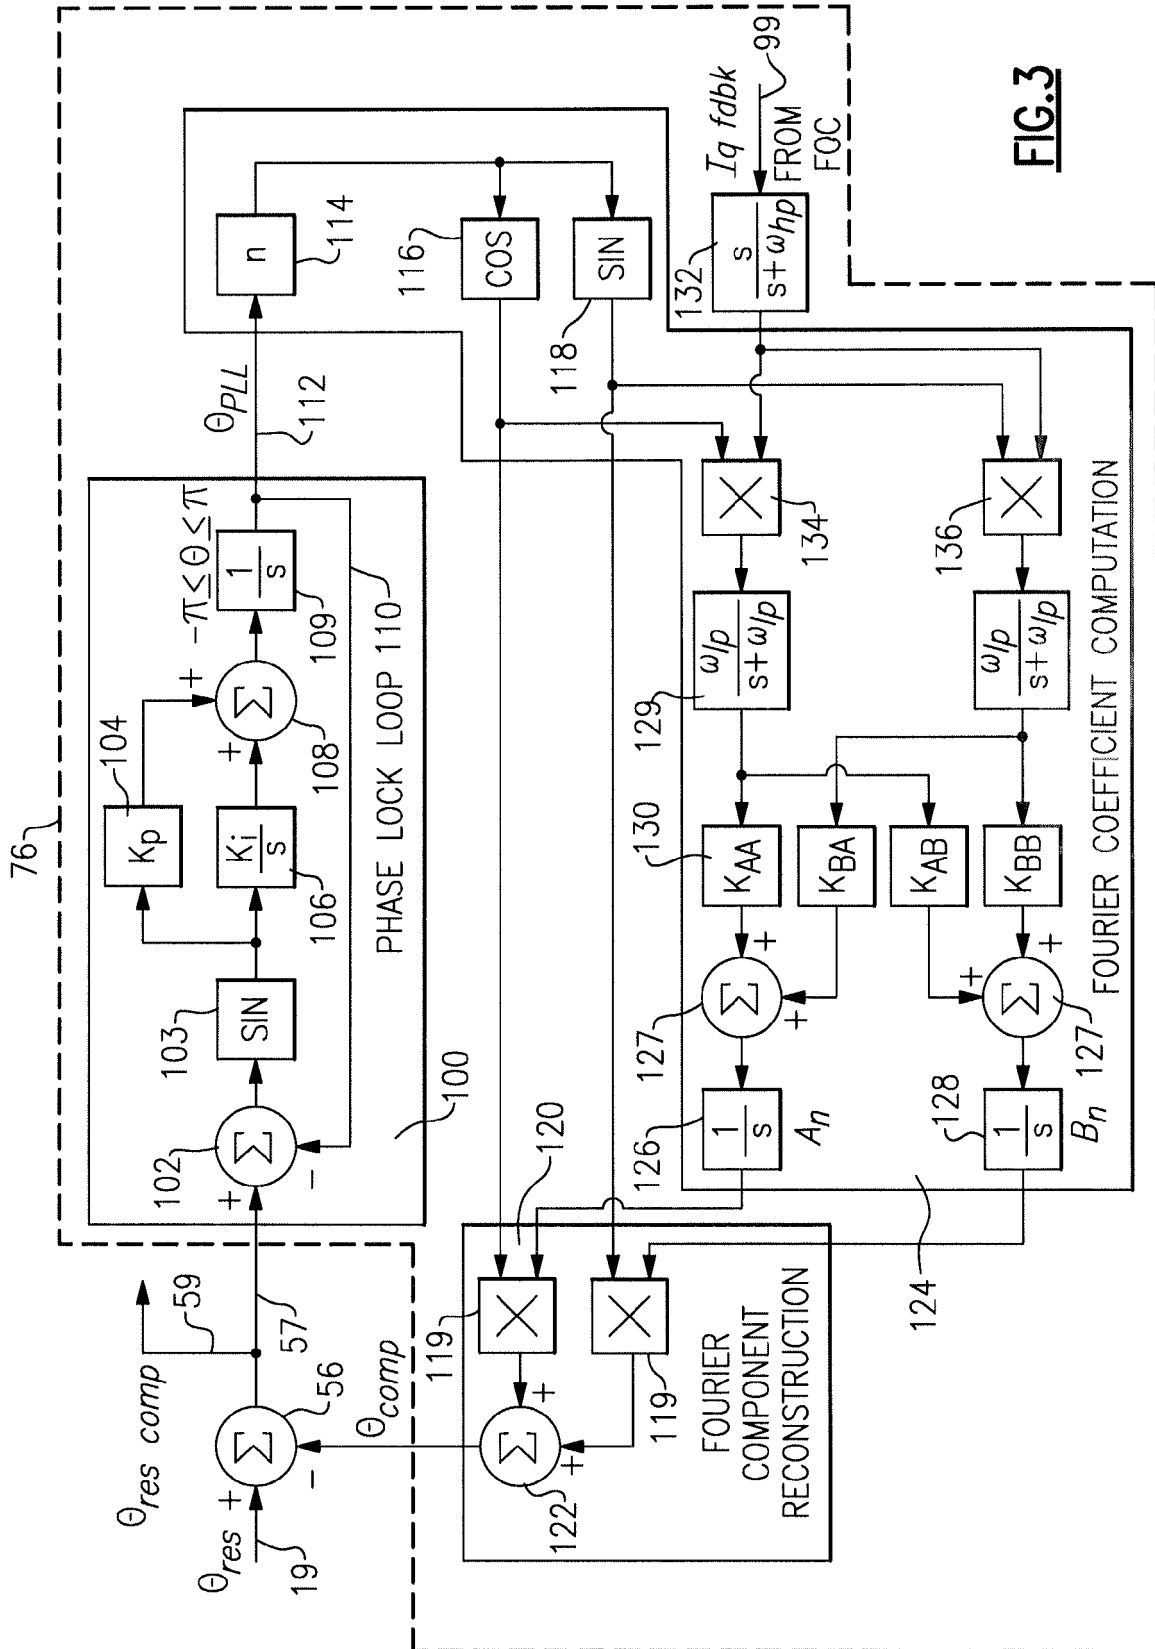 76
Θres comp
59
Θres
19
+
-
Σ
56
57
Θcomp
102
+
-
Σ
103
SIN
104
Kp
Ki
s
106
+
+
Σ
108
-π≤Θ≤π
1
s
109
110
PHASE LOCK LOOP
100
ΘPLL
112
n
114
116
COS
118
SIN
Iq fdbk
99
FROM
FOC
132
s
s+ωhp
134
136
129
ωlp
s+ωlp
ωlp
s+ωlp
130
KAA
KBA
KAB
KBB
+
+
Σ
127
+
+
Σ
127
126
1
s
An
128
1
s
Bn
FOURIER COEFFICIENT COMPUTATION
124
120
119
119
+
+
Σ
122
FOURIER
COMPONENT
RECONSTRUCTION
FIG.3